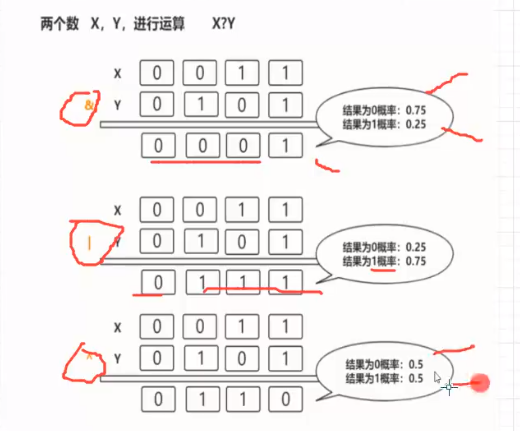 两个数 X，Y，进行运算 X?Y
X 0 0 1 1
& Y 0 1 0 1
0 0 0 1
结果为0概率：0.75
结果为1概率：0.25
X 0 0 1 1
| Y 0 1 0 1
0 1 1 1
结果为0概率：0.25
结果为1概率：0.75
X 0 0 1 1
^ Y 0 1 0 1
0 1 1 0
结果为0概率：0.5
结果为1概率：0.5